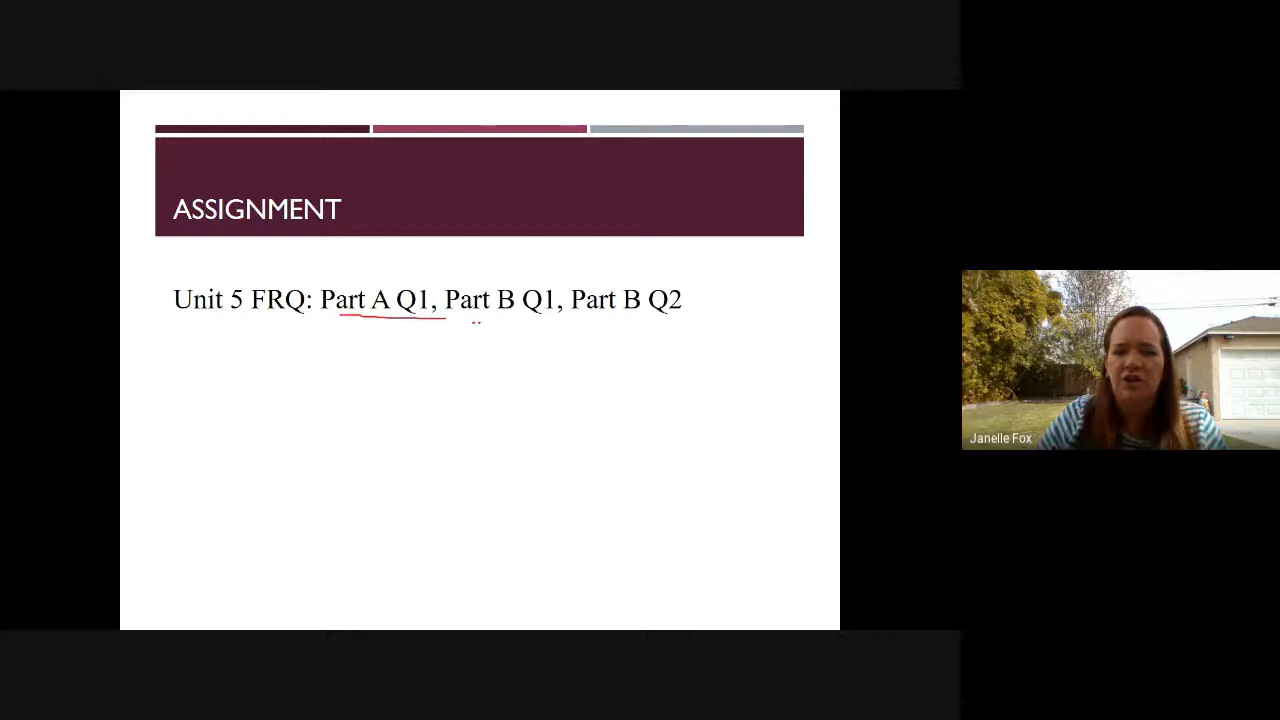 ASSIGNMENT
Unit 5 FRQ: Part A Q1, Part B Q1, Part B Q2
Janelle Fox